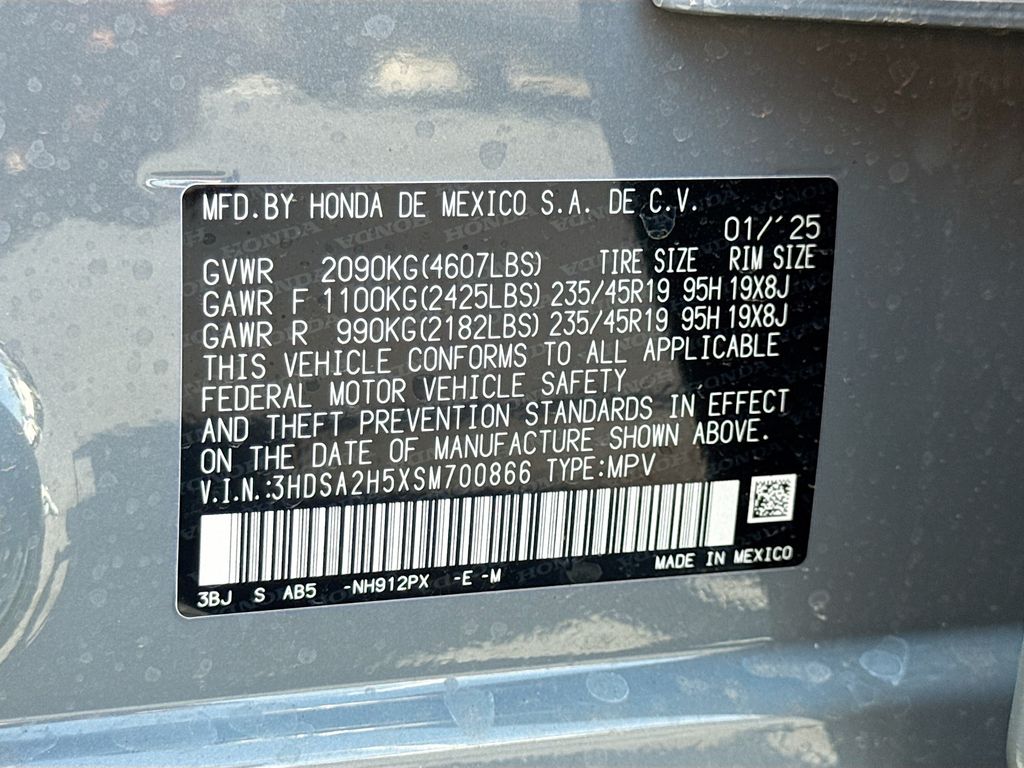 MFD.BY HONDA DE MEXICO S.A. DE C.V.
01/'25
GVWR 2090KG(4607LBS) TIRE SIZE RIM SIZE
GAWR F 1100KG(2425LBS) 235/45R19 95H 19X8J
GAWR R 990KG(2182LBS) 235/45R19 95H 19X8J
THIS VEHICLE CONFORMS TO ALL APPLICABLE
FEDERAL MOTOR VEHICLE SAFETY
AND THEFT PREVENTION STANDARDS IN EFFECT
ON THE DATE OF MANUFACTURE SHOWN ABOVE.
V.I.N.:3HDSA2H5XSM700866 TYPE:MPV
MADE IN MEXICO
3BJ S AB5 -NH912PX -E -M